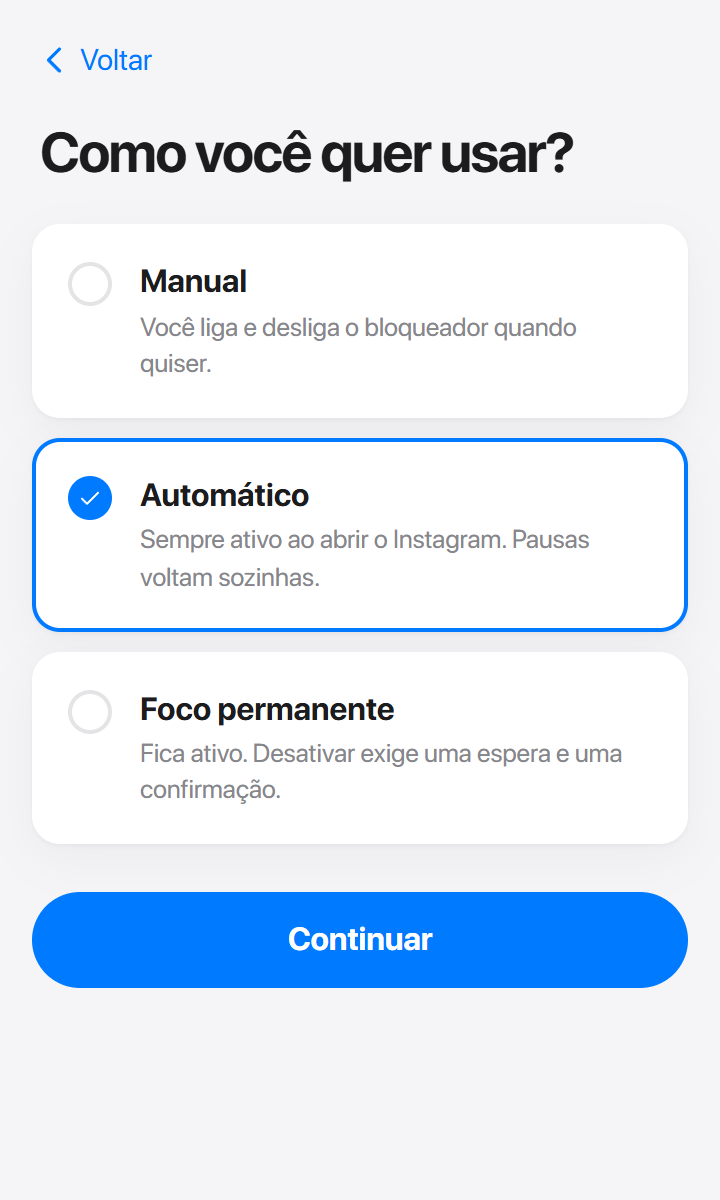 Voltar
Como você quer usar?
Manual
Você liga e desliga o bloqueador quando
quiser.
Automático
Sempre ativo ao abrir o Instagram. Pausas
voltam sozinhas.
Foco permanente
Fica ativo. Desativar exige uma espera e uma
confirmação.
Continuar